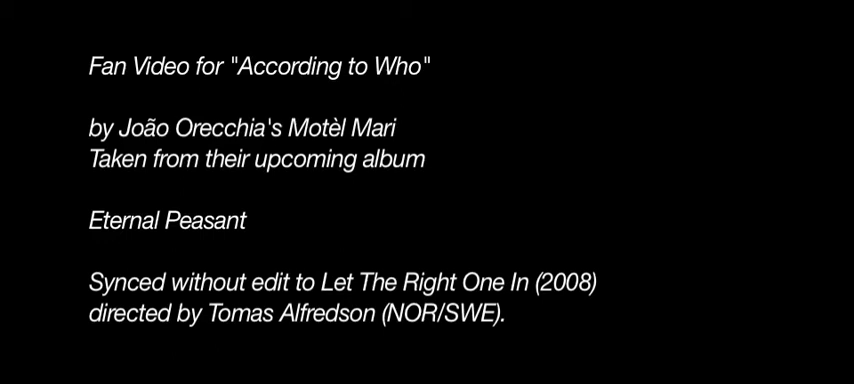 Fan Video for "According to Who"
by João Orecchia's Motèl Mari
Taken from their upcoming album
Eternal Peasant
Synced without edit to Let The Right One In (2008)
directed by Tomas Alfredson (NOR/SWE).